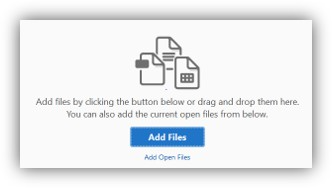 Add files by clicking the button below or drag and drop them here.
You can also add the current open files from below.
Add Files
Add Open Files